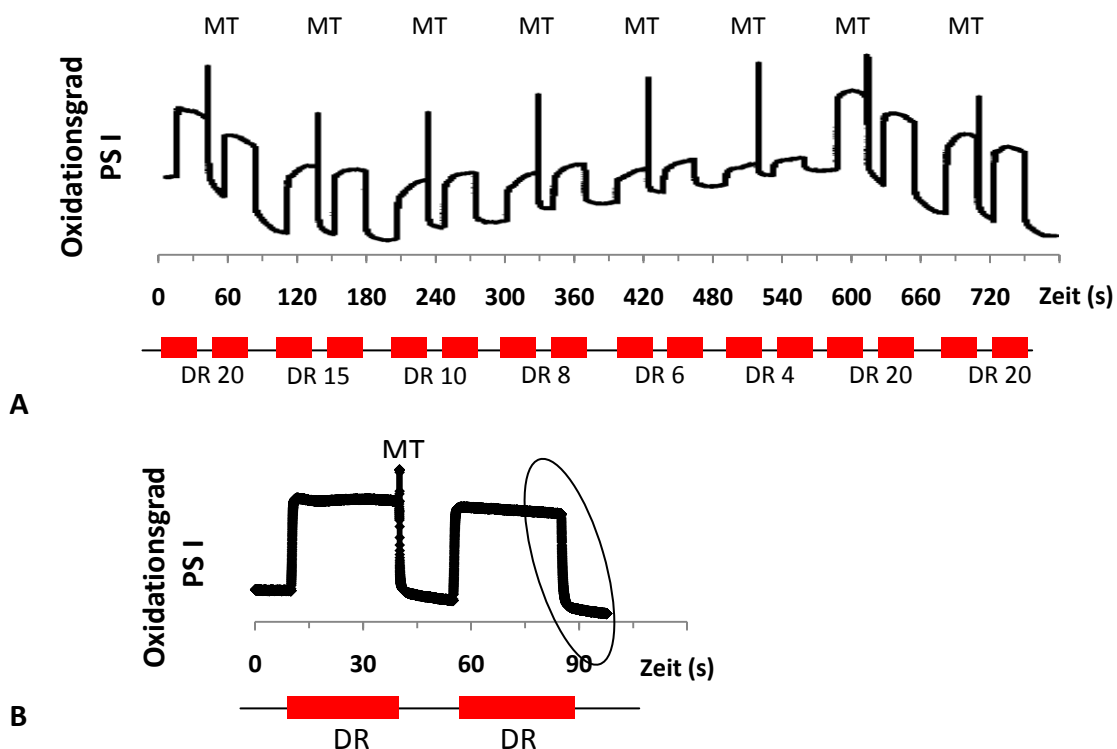 MT MT MT MT MT MT MT MT
Oxidationsgrad
PS I
0 60 120 180 240 300 360 420 480 540 600 660 720 Zeit (s)
DR 20 DR 15 DR 10 DR 8 DR 6 DR 4 DR 20 DR 20
A
MT
Oxidationsgrad
PS I
0 30 60 90 Zeit (s)
B
DR DR